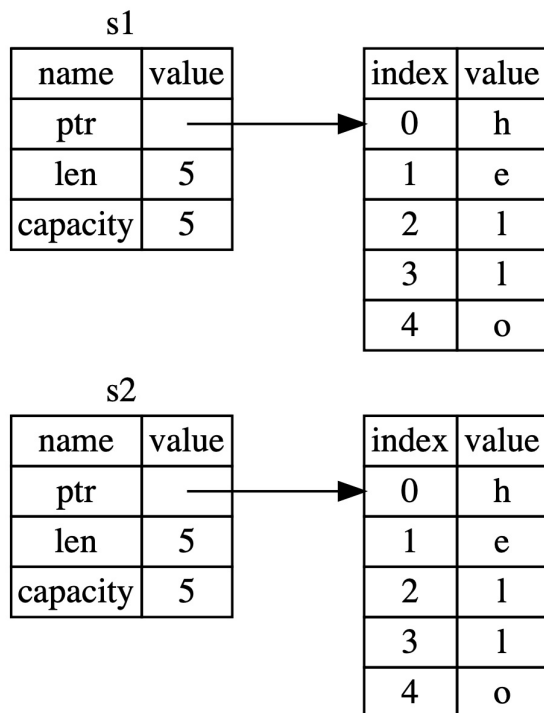 s1
name value
ptr
len 5
capacity 5
index value
0 h
1 e
2 l
3 l
4 o
s2
name value
ptr
len 5
capacity 5
index value
0 h
1 e
2 l
3 l
4 o